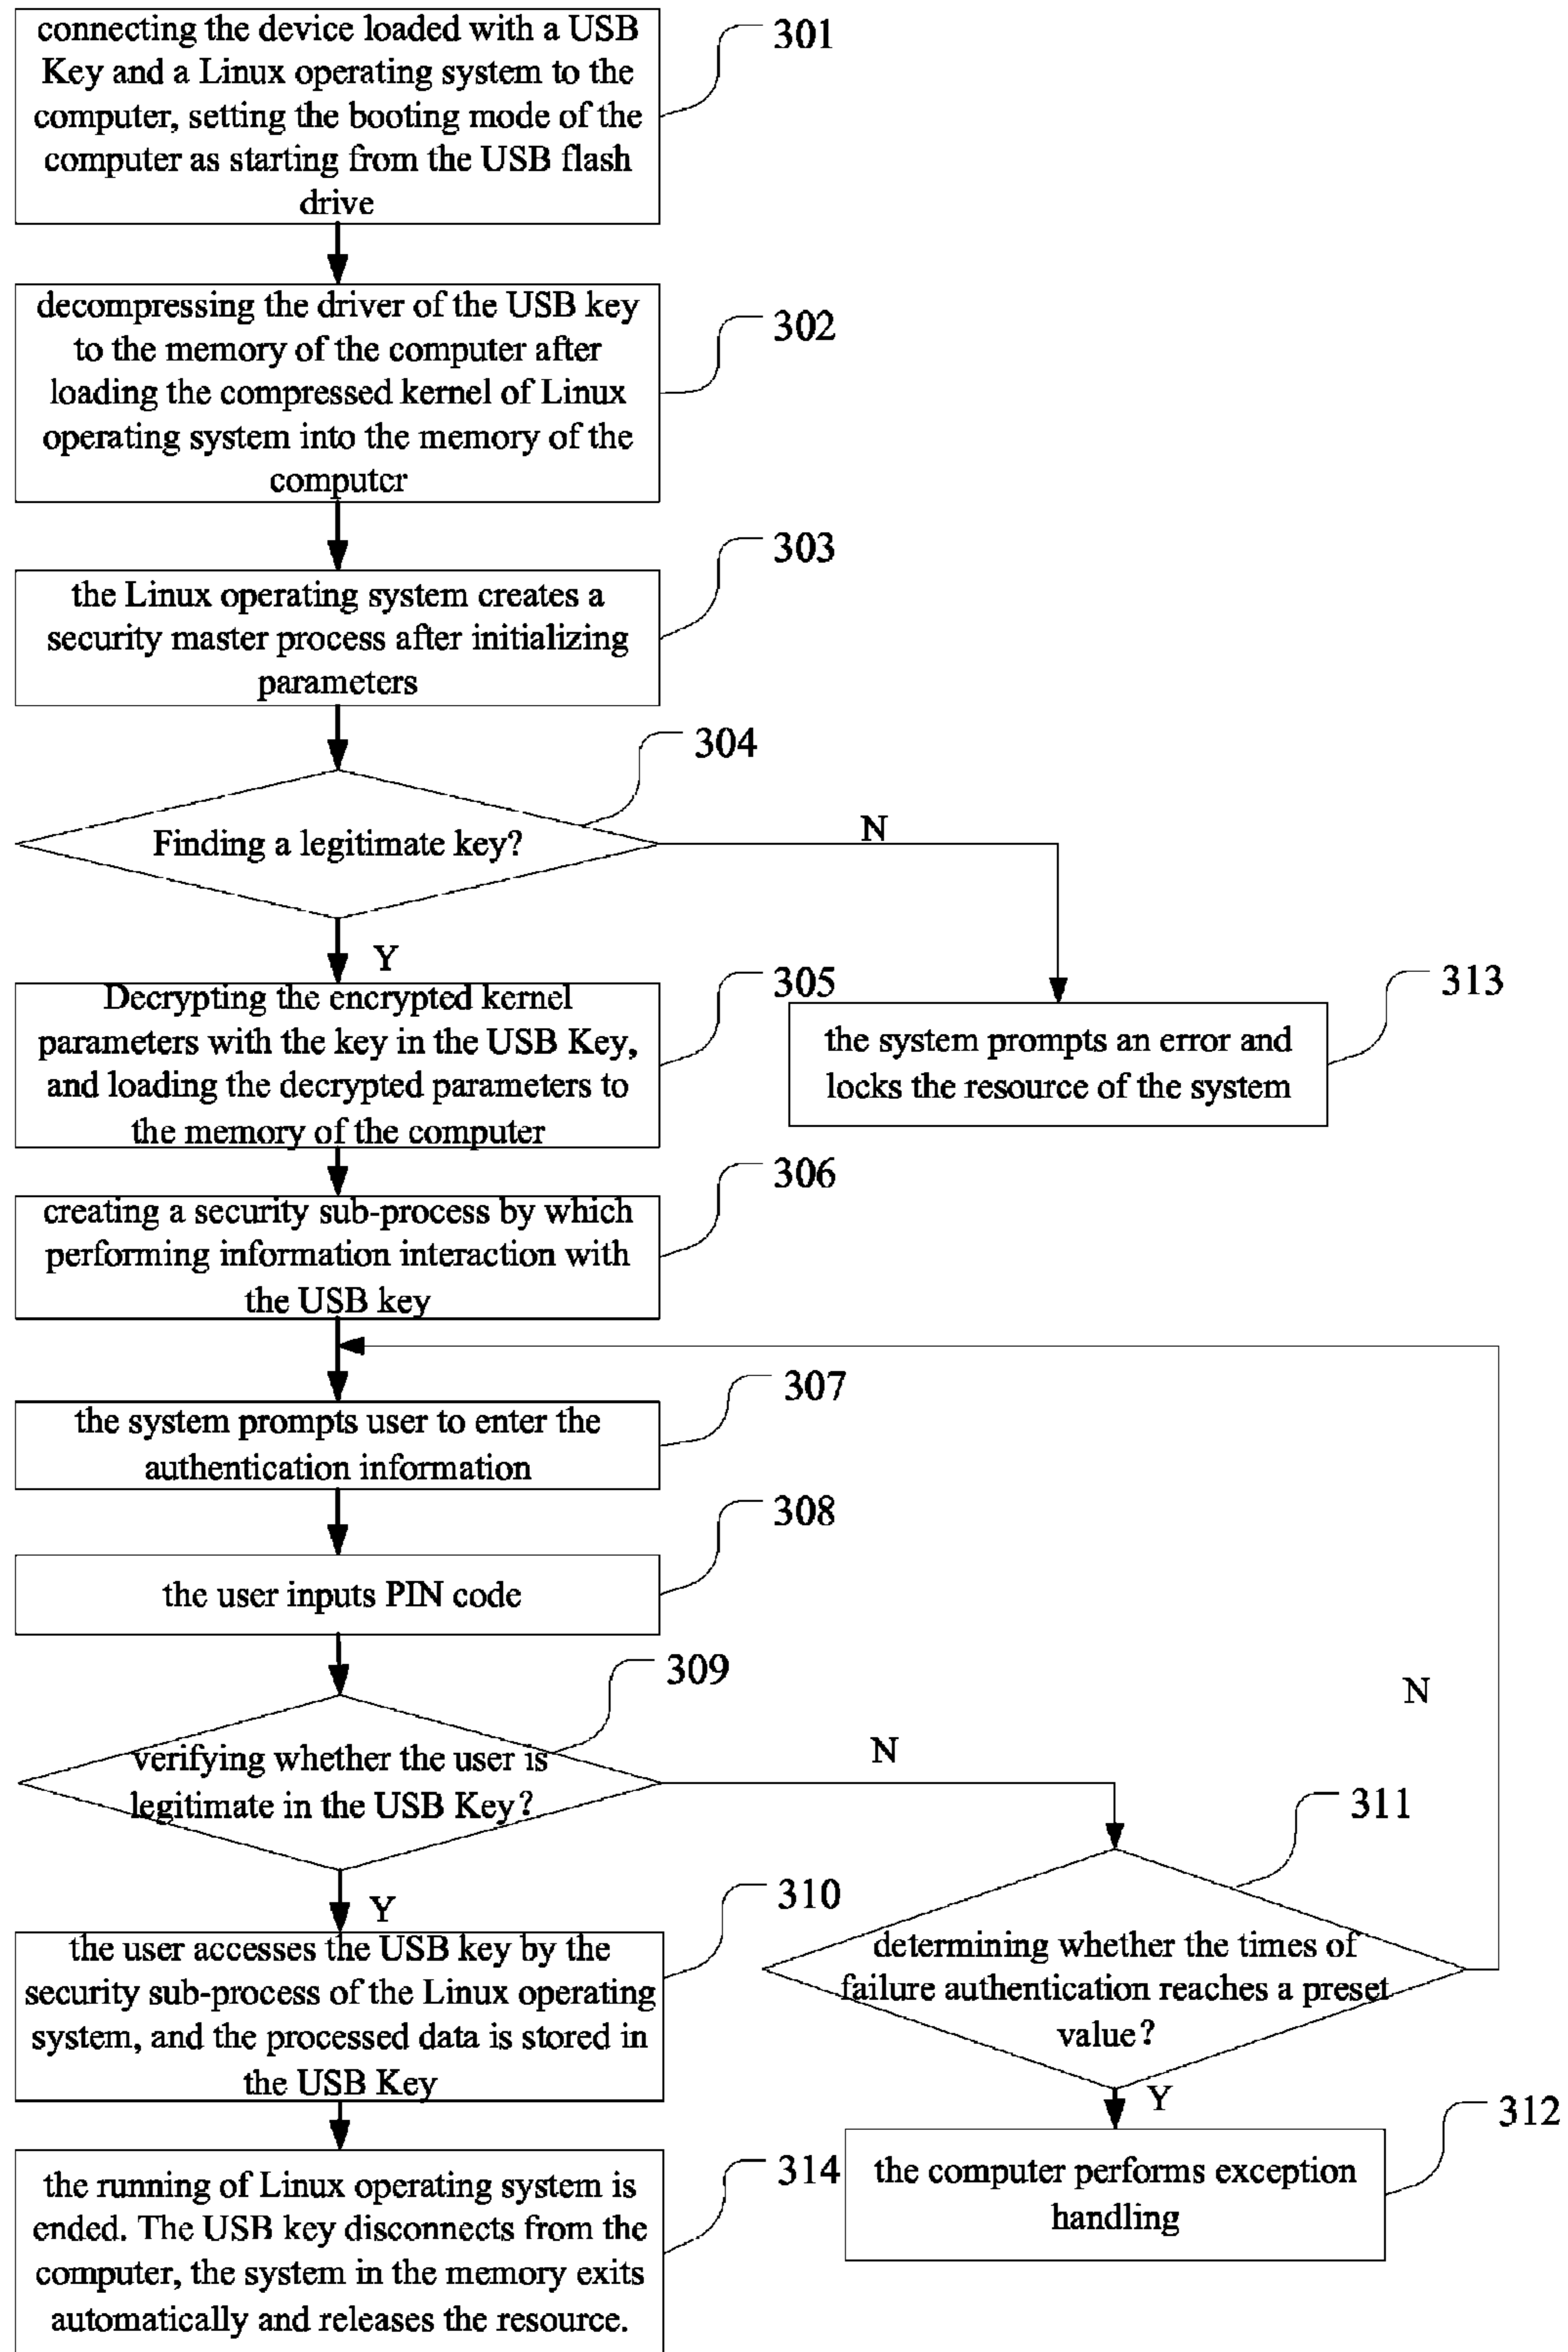 connecting the device loaded with a USB
Key and a Linux operating system to the
computer, setting the booting mode of the
computer as starting from the USB flash
drive
301
decompressing the driver of the USB key
to the memory of the computer after
loading the compressed kernel of Linux
operating system into the memory of the
computer
302
303
the Linux operating system creates a
security master process after initializing
parameters
304
Finding a legitimate key?
N
Y
305
Decrypting the encrypted kernel
parameters with the key in the USB Key,
and loading the decrypted parameters to
the memory of the computer
313
the system prompts an error and
locks the resource of the system
306
creating a security sub-process by which
performing information interaction with
the USB key
307
the system prompts user to enter the
authentication information
308
the user inputs PIN code
309
verifying whether the user is
legitimate in the USB Key?
N
N
311
determining whether the times of
failure authentication reaches a preset
value?
Y
310
the user accesses the USB key by the
security sub-process of the Linux operating
system, and the processed data is stored in
the USB Key
Y
312
the computer performs exception
handling
314
the running of Linux operating system is
ended. The USB key disconnects from the
computer, the system in the memory exits
automatically and releases the resource.